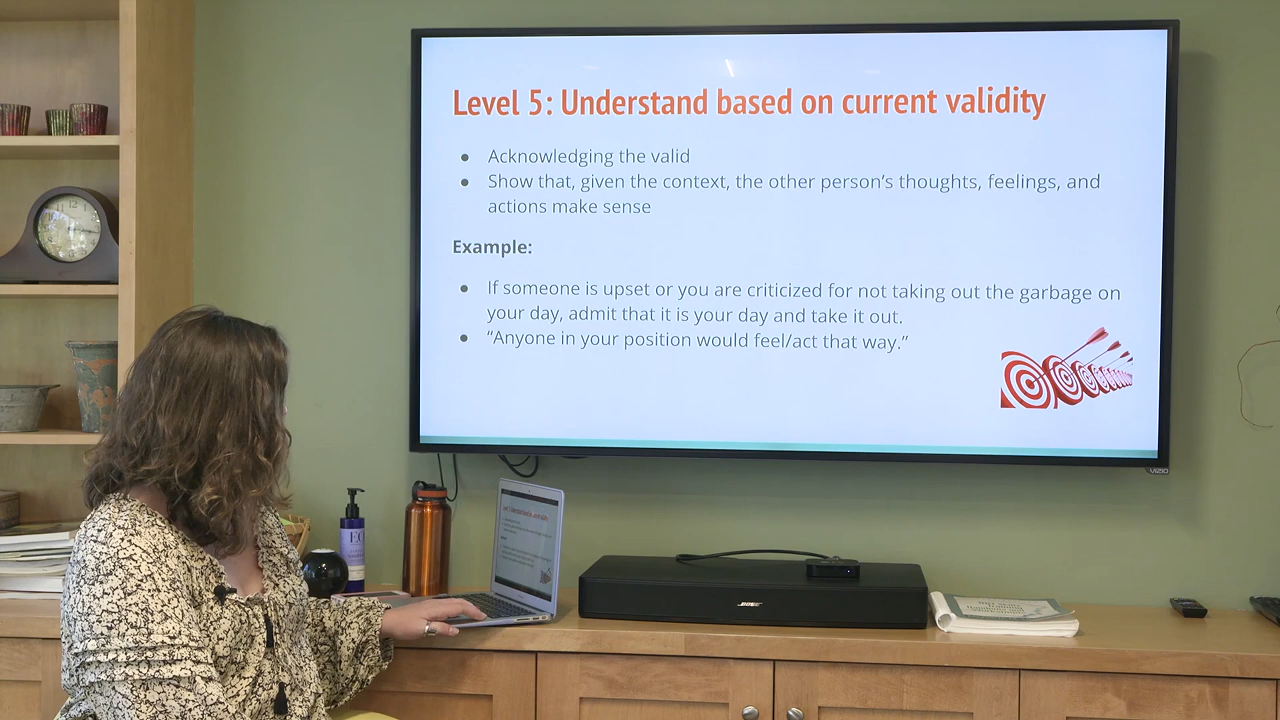 Level 5: Understand based on current validity
● Acknowledging the valid
● Show that, given the context, the other person's thoughts, feelings, and
actions make sense
Example:
● If someone is upset or you are criticized for not taking out the garbage on
your day, admit that it is your day and take it out.
● "Anyone in your position would feel/act that way."
VIZIO
EO
BOSE